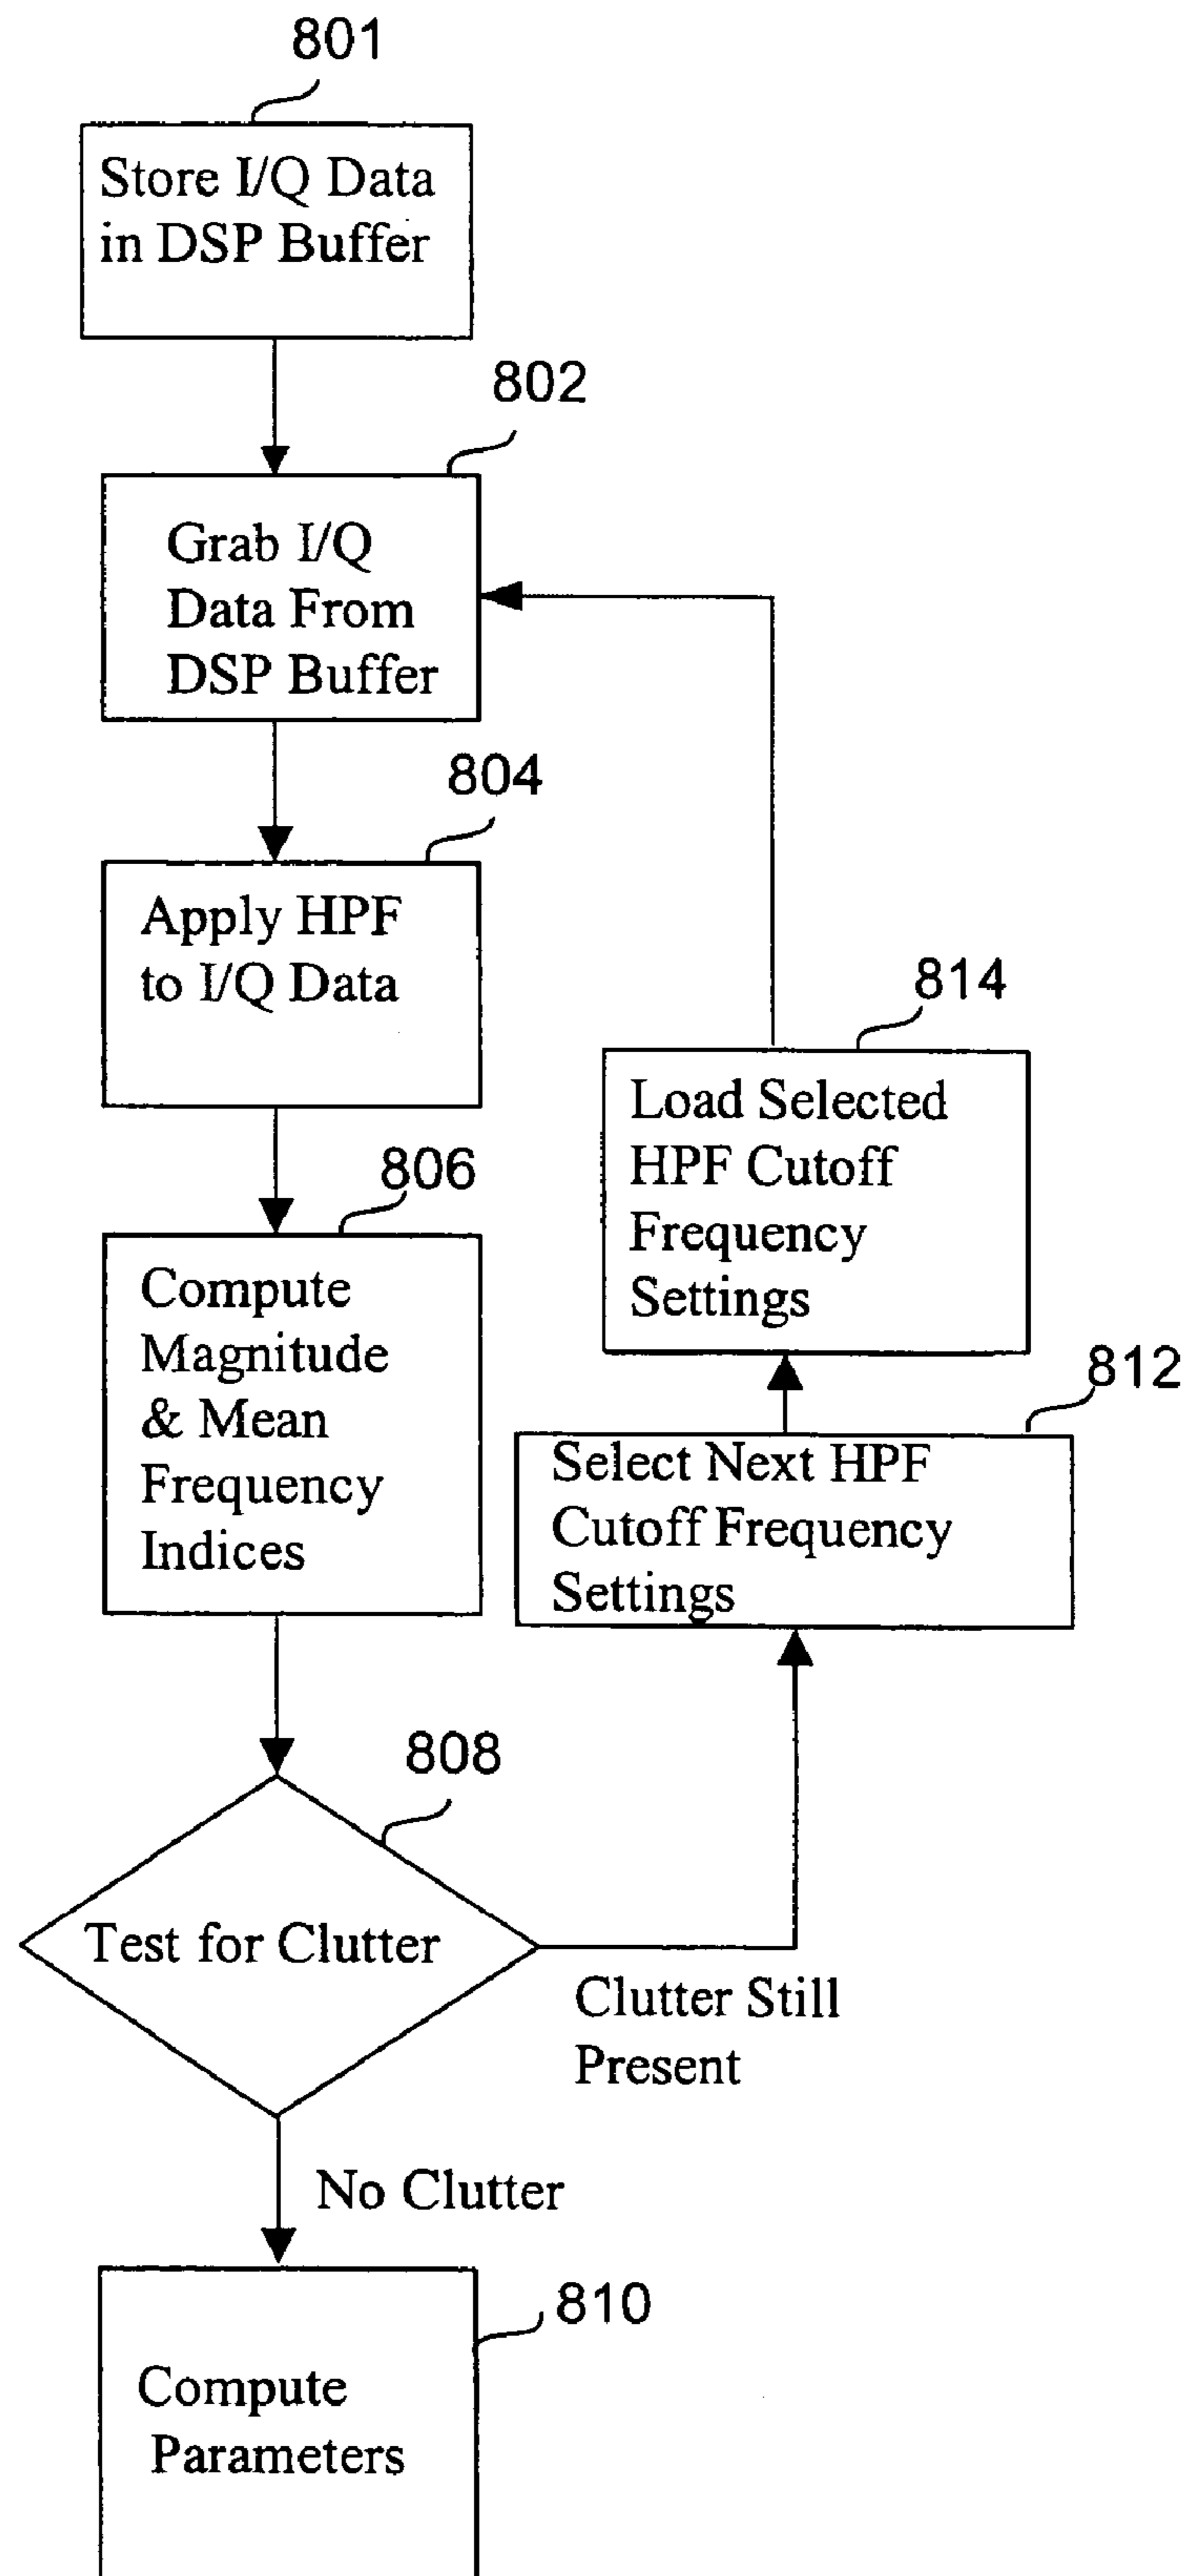 801
Store I/Q Data
in DSP Buffer
802
Grab I/Q
Data From
DSP Buffer
804
Apply HPF
to I/Q Data
806
Compute
Magnitude
& Mean
Frequency
Indices
814
Load Selected
HPF Cutoff
Frequency
Settings
812
Select Next HPF
Cutoff Frequency
Settings
808
Test for Clutter
Clutter Still
Present
No Clutter
810
Compute
Parameters